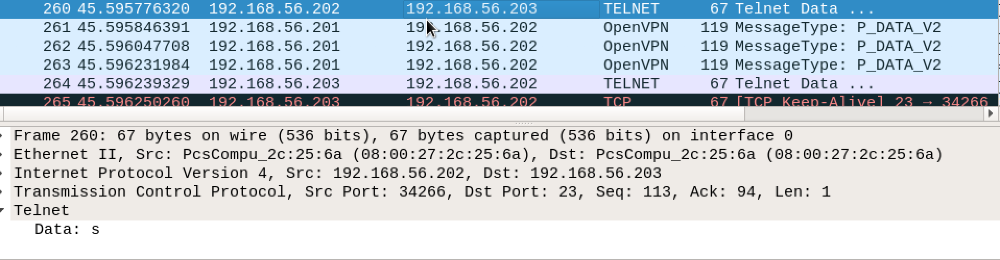 260 45.595776320 192.168.56.202 192.168.56.203 TELNET 67 Telnet Data ...
261 45.595846391 192.168.56.201 192.168.56.202 OpenVPN 119 MessageType: P_DATA_V2
262 45.596047708 192.168.56.201 192.168.56.202 OpenVPN 119 MessageType: P_DATA_V2
263 45.596231984 192.168.56.201 192.168.56.202 OpenVPN 119 MessageType: P_DATA_V2
264 45.596239329 192.168.56.203 192.168.56.202 TELNET 67 Telnet Data ...
265 45.596250260 192.168.56.203 192.168.56.202 TCP 67 [TCP Keep-Alive] 23 → 34266
Frame 260: 67 bytes on wire (536 bits), 67 bytes captured (536 bits) on interface 0
Ethernet II, Src: PcsCompu_2c:25:6a (08:00:27:2c:25:6a), Dst: PcsCompu_2c:25:6a (08:00:27:2c:25:6a)
Internet Protocol Version 4, Src: 192.168.56.202, Dst: 192.168.56.203
Transmission Control Protocol, Src Port: 34266, Dst Port: 23, Seq: 113, Ack: 94, Len: 1
Telnet
Data: s